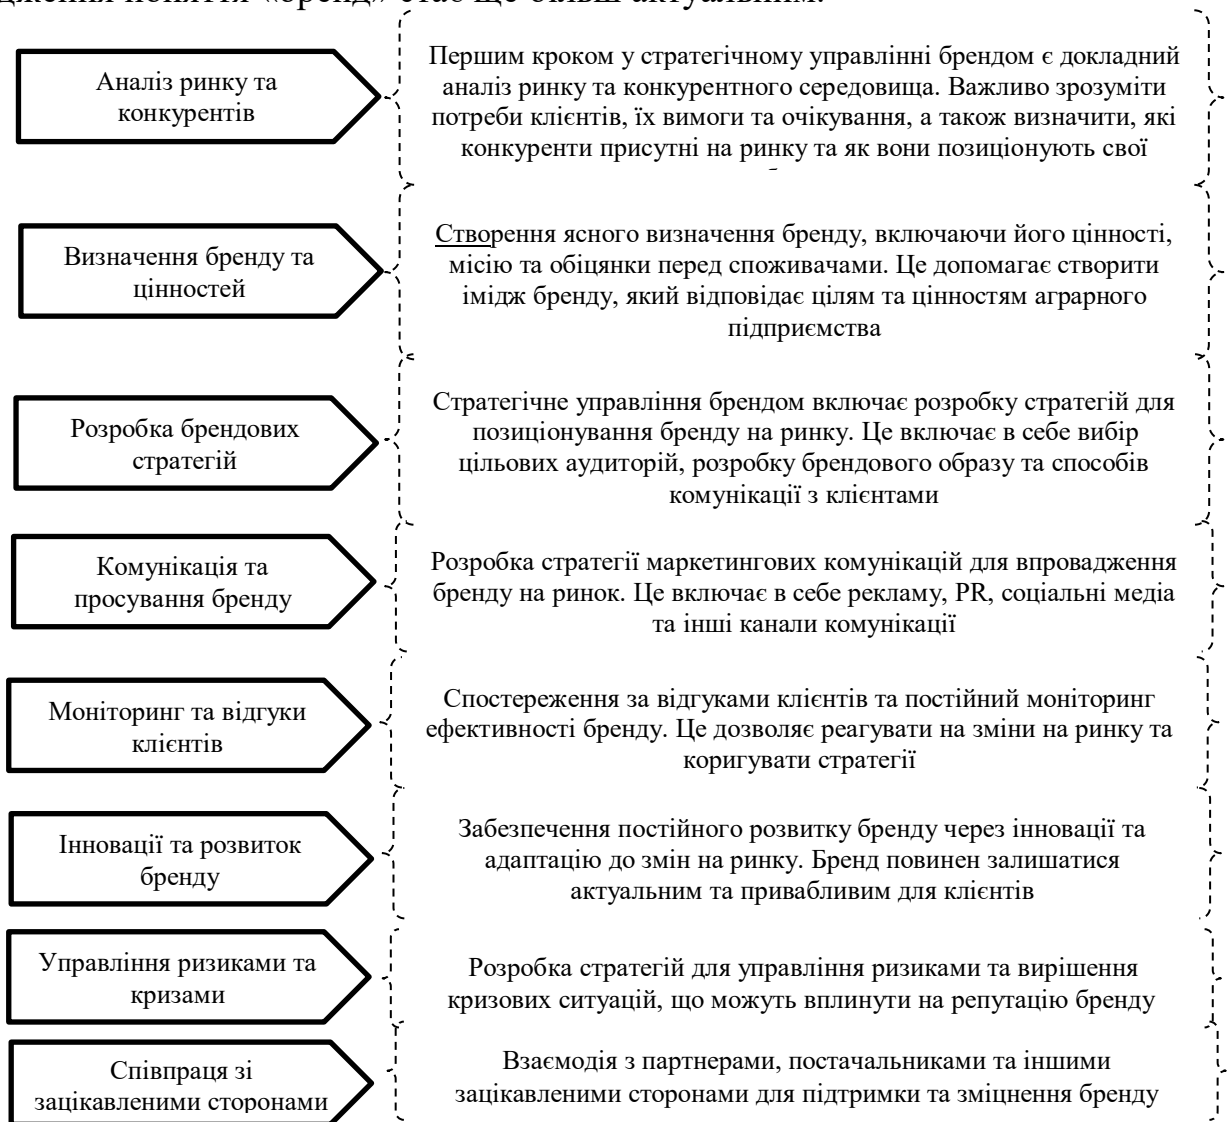 поняття «бренд» стає ще більш актуальним.
Аналіз ринку та
конкурентів
Першим кроком у стратегічному управлінні брендом є докладний
аналіз ринку та конкурентного середовища. Важливо зрозуміти
потреби клієнтів, їх вимоги та очікування, а також визначити, які
конкуренти присутні на ринку та як вони позиціонують свої
Визначення бренду та
цінностей
Створення ясного визначення бренду, включаючи його цінності,
місію та обіцянки перед споживачами. Це допомагає створити
імідж бренду, який відповідає цілям та цінностям аграрного
підприємства
Розробка брендових
стратегій
Стратегічне управління брендом включає розробку стратегій для
позиціонування бренду на ринку. Це включає в себе вибір
цільових аудиторій, розробку брендового образу та способів
комунікації з клієнтами
Комунікація та
просування бренду
Розробка стратегії маркетингових комунікацій для впровадження
бренду на ринок. Це включає в себе рекламу, PR, соціальні медіа
та інші канали комунікації
Моніторинг та відгуки
клієнтів
Спостереження за відгуками клієнтів та постійний моніторинг
ефективності бренду. Це дозволяє реагувати на зміни на ринку та
коригувати стратегії
Інновації та розвиток
бренду
Забезпечення постійного розвитку бренду через інновації та
адаптацію до змін на ринку. Бренд повинен залишатися
актуальним та привабливим для клієнтів
Управління ризиками та
кризами
Розробка стратегій для управління ризиками та вирішення
кризових ситуацій, що можуть вплинути на репутацію бренду
Співпраця зі
зацікавленими сторонами
Взаємодія з партнерами, постачальниками та іншими
зацікавленими сторонами для підтримки та зміцнення бренду